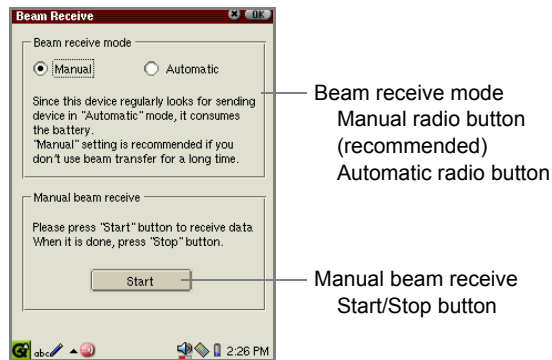 Beam Receive
OK
Beam receive mode
Manual
Automatic
Since this device regularly looks for sending
device in "Automatic" mode, it consumes
the battery.
"Manual" setting is recommended if you
don't use beam transfer for a long time.
Manual beam receive
Please press "Start" button to receive data
When it is done, press "Stop" button.
Start
abc
2:26 PM
Beam receive mode
Manual radio button
(recommended)
Automatic radio button
Manual beam receive
Start/Stop button